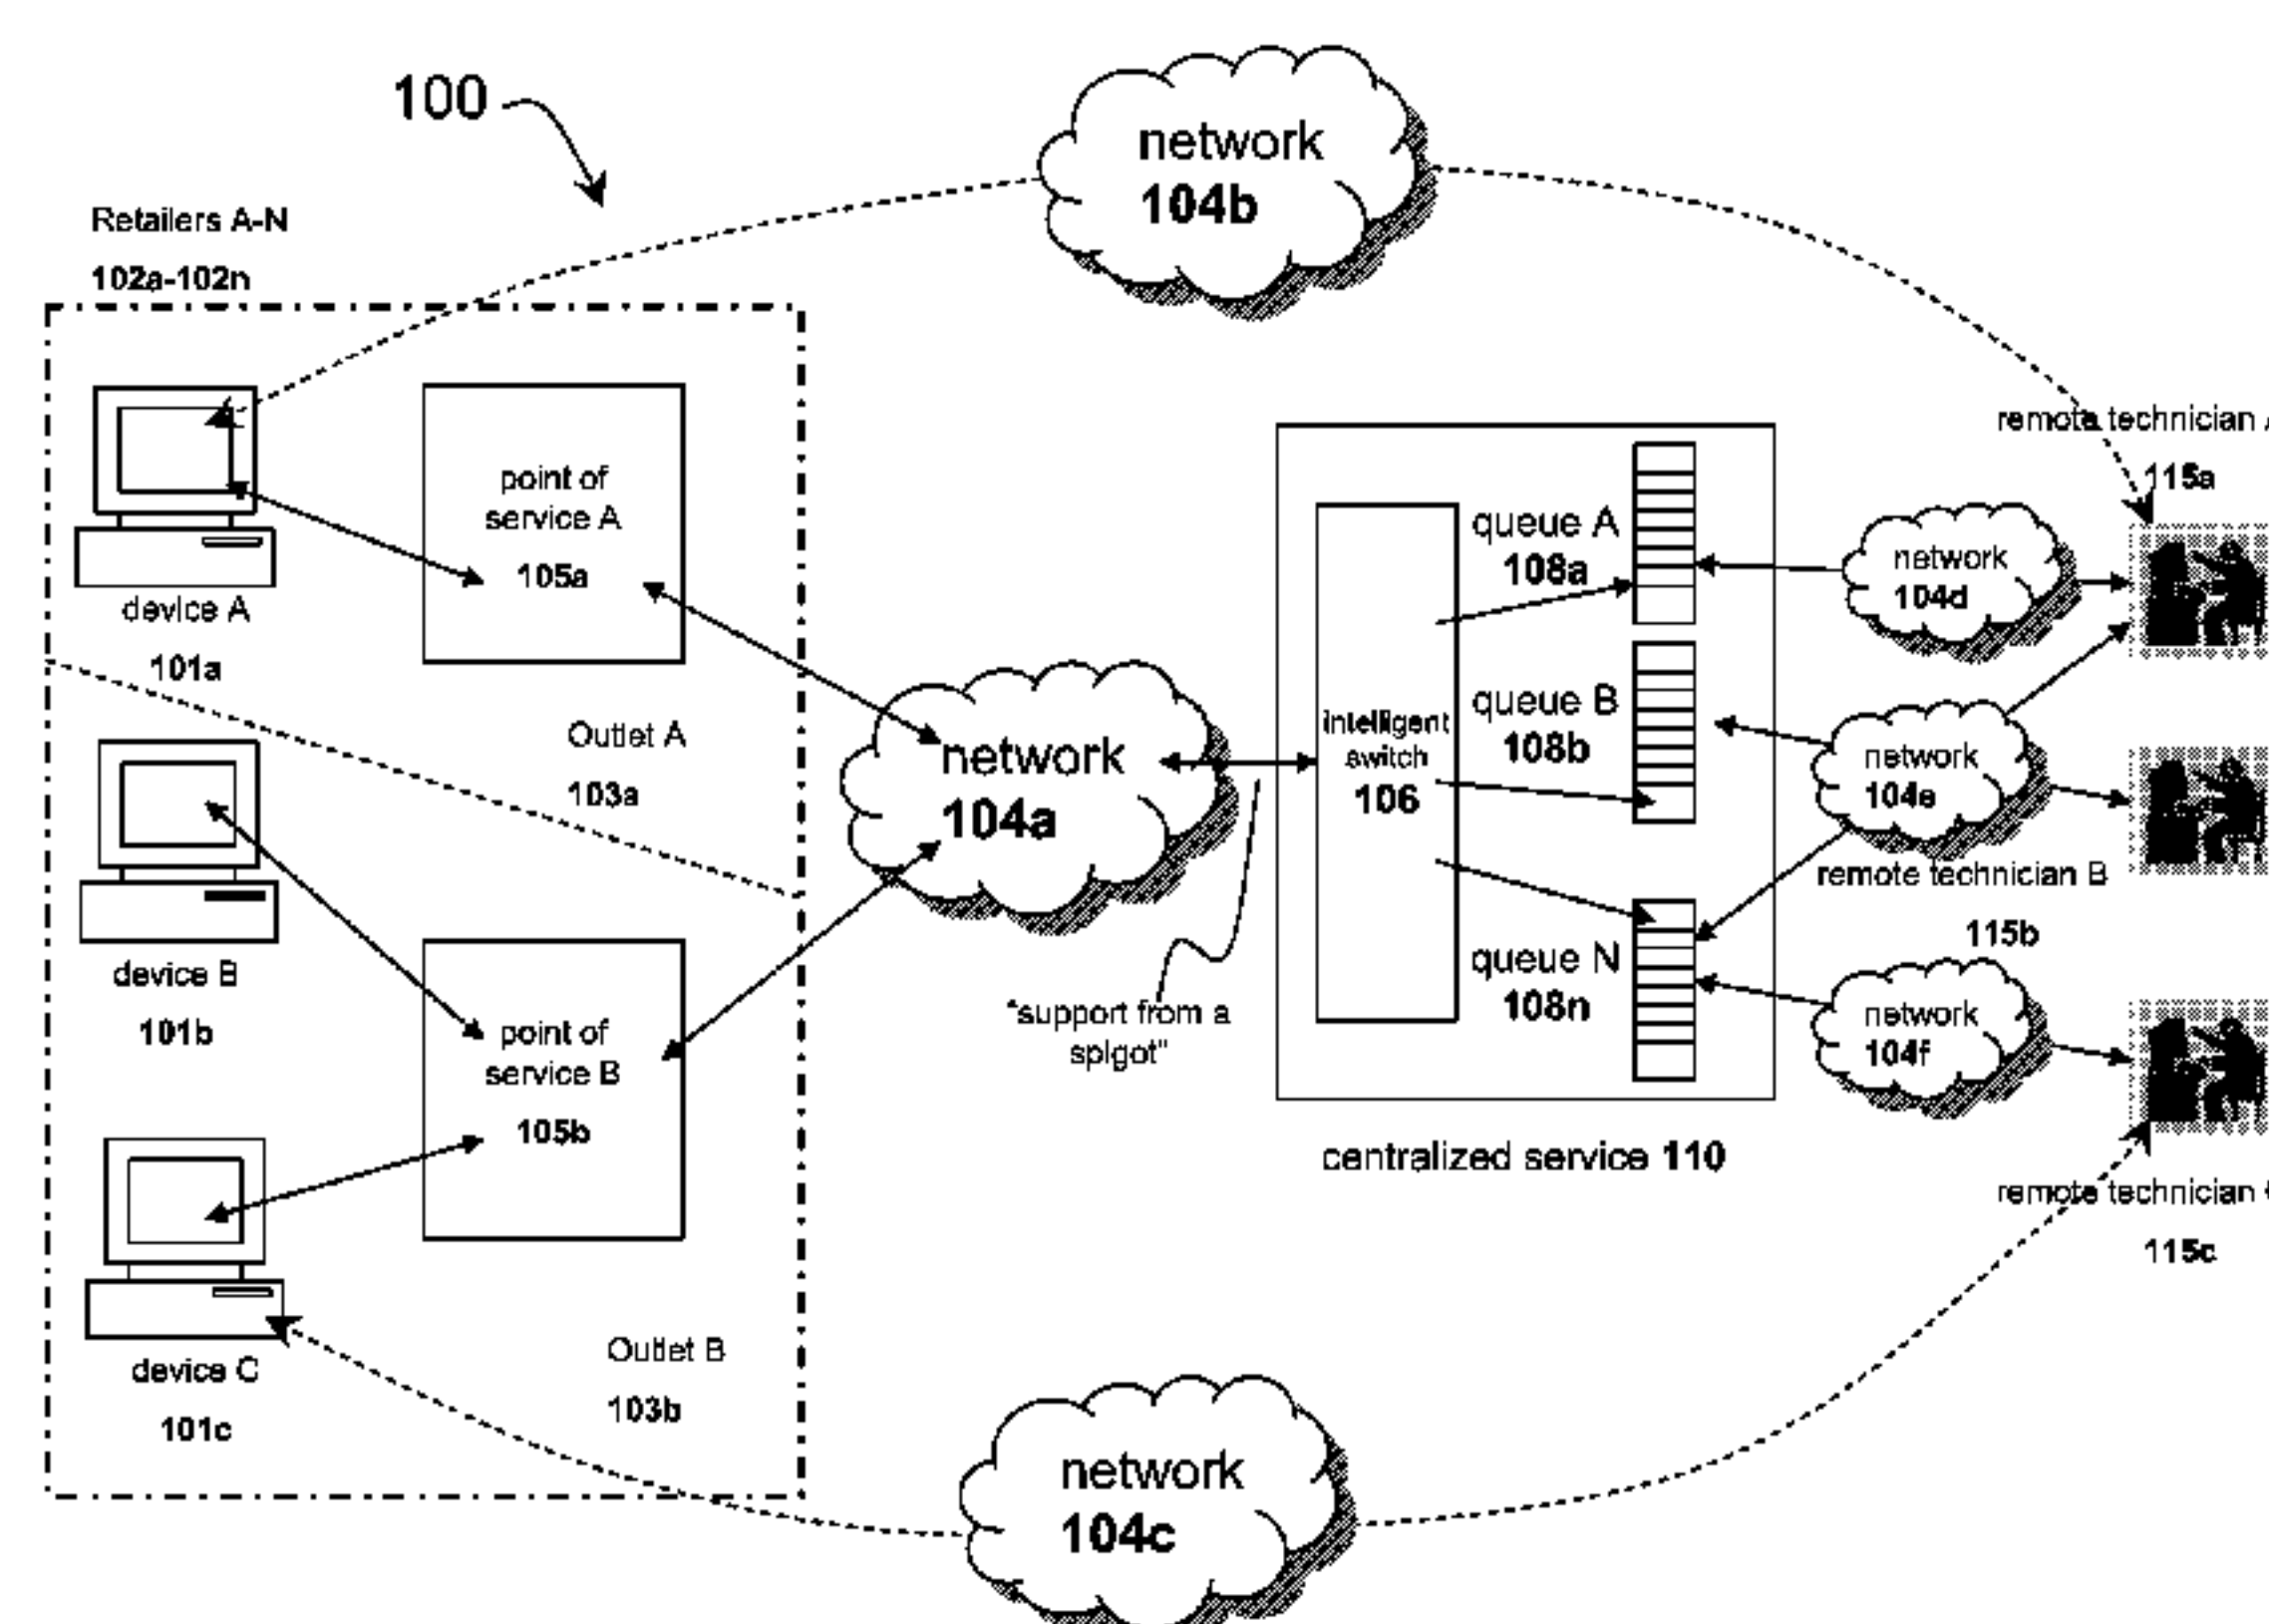 100
network
104b
Retailers A-N
102a-102n
device A
101a
point of
service A
105a
Outlet A
103a
device B
101b
point of
service B
105b
device C
101c
Outlet B
103b
network
104a
"support from a
spigot"
intelligent
switch
106
queue A
108a
queue B
108b
queue N
108n
centralized service 110
network
104d
network
104e
network
104f
remote technician
115a
remote technician B
115b
remote technician
115c
network
104c